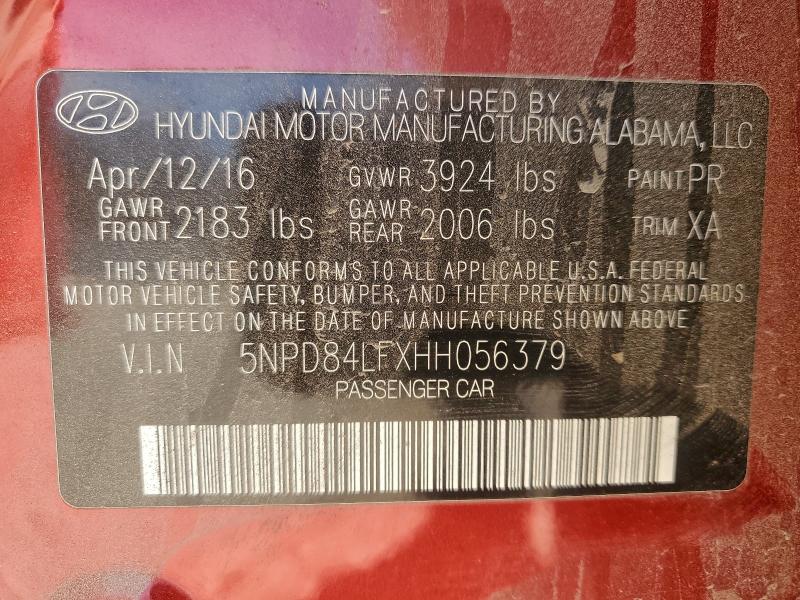 MANUFACTURED BY
HYUNDAI MOTOR MANUFACTURING ALABAMA, LLC
Apr/12/16 GVWR 3924 lbs PAINT PR
GAWR FRONT 2183 lbs GAWR REAR 2006 lbs TRIM XA
THIS VEHICLE CONFORMS TO ALL APPLICABLE U.S.A. FEDERAL
MOTOR VEHICLE SAFETY, BUMPER, AND THEFT PREVENTION STANDARDS
IN EFFECT ON THE DATE OF MANUFACTURE SHOWN ABOVE
V.I.N 5NPD84LFXHH056379
PASSENGER CAR